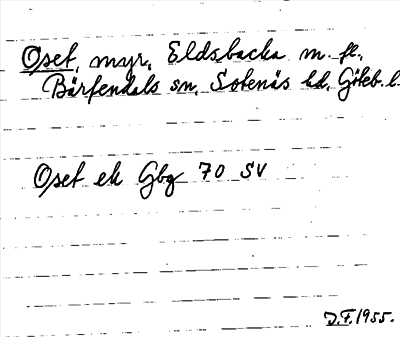 Oset, myr, Eldsbacka m. fl.,
Bärfendals sn, Sotenäs hd, Göteb. l.
Oset ek Gbg 70 SV
D.F. 1955.